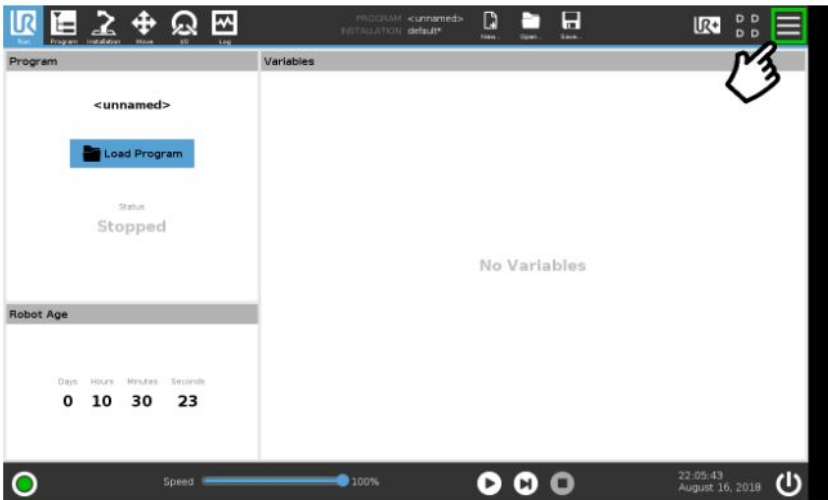 UR
Run
Program
Installation
Move
I/O
Log
PROGRAM <unnamed>
INSTALLATION default*
New...
Open...
Save...
UR+
D D
D D
Program
Variables
<unnamed>
Load Program
Status
Stopped
No Variables
Robot Age
Days Hours Minutes Seconds
0 10 30 23
Speed 100%
22:05:43
August 16, 2018